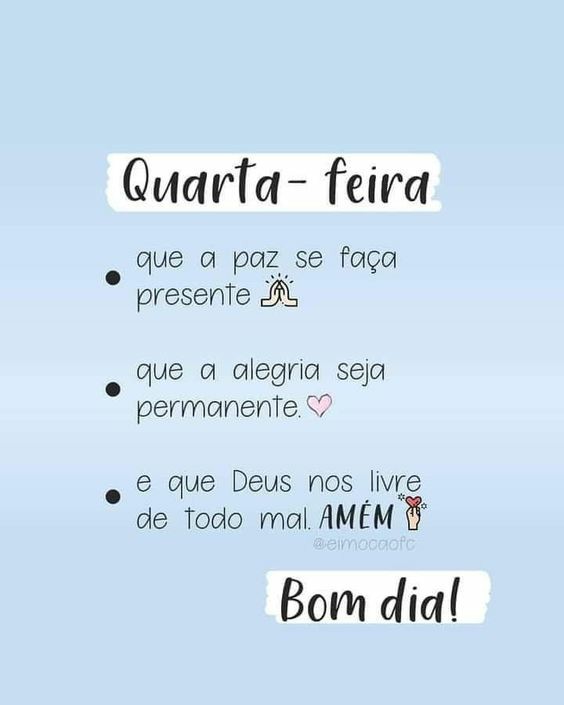 Quarta-feira
que a paz se faça
presente
que a alegria seja
permanente.
e que Deus nos livre
de todo mal. AMÉM
@eimocaofc
Bom dia!